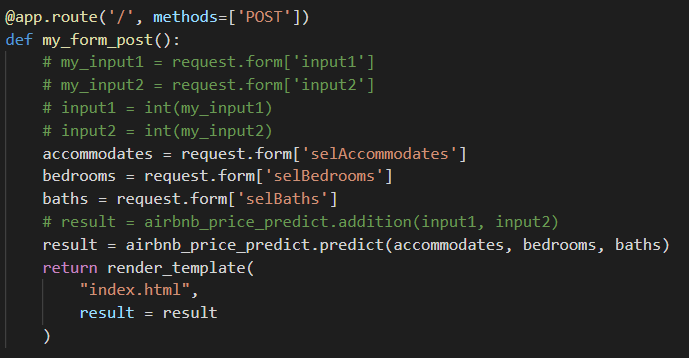 @app.route('/', methods=['POST'])
def my_form_post():
    # my_input1 = request.form['input1']
    # my_input2 = request.form['input2']
    # input1 = int(my_input1)
    # input2 = int(my_input2)
    accommodates = request.form['selAccommodates']
    bedrooms = request.form['selBedrooms']
    baths = request.form['selBaths']
    # result = airbnb_price_predict.addition(input1, input2)
    result = airbnb_price_predict.predict(accommodates, bedrooms, baths)
    return render_template(
        "index.html",
        result = result
    )